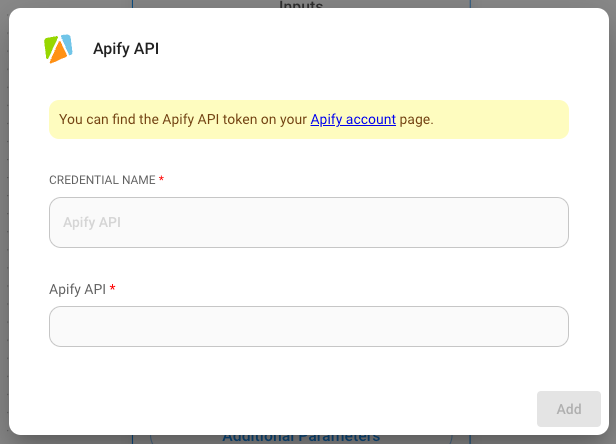 Inputs
Apify API
You can find the Apify API token on your Apify account page.
CREDENTIAL NAME *
Apify API
Apify API *
Add
Additional Parameters